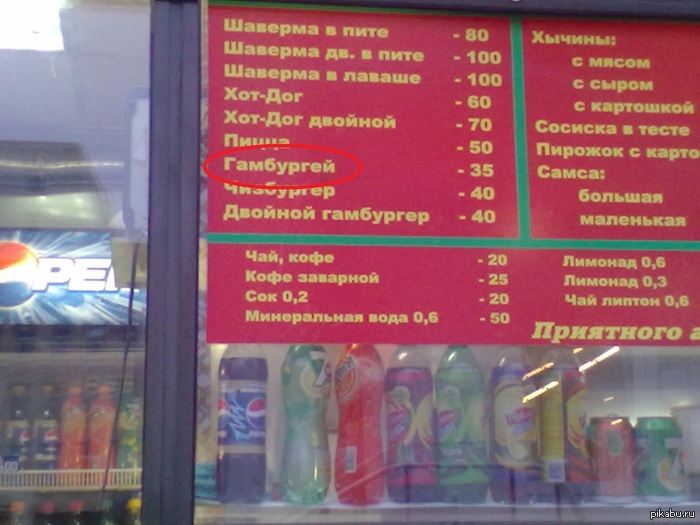 Шаверма в пите - 80
Шаверма дв. в пите - 100
Шаверма в лаваше - 100
Хот-Дог - 60
Хот-Дог двойной - 70
Пицца - 50
Гамбургей - 35
Чизбургер - 40
Двойной гамбургер - 40
Хычины:
с мясом
с сыром
с картошкой
Сосиска в тесте
Пирожок с карто
Самса:
большая
маленькая
Чай, кофе - 20
Кофе заварной - 25
Сок 0,2 - 20
Минеральная вода 0,6 - 50
Лимонад 0,6
Лимонад 0,3
Чай липтон 0,6
Приятного а
PEP
pikabu.ru